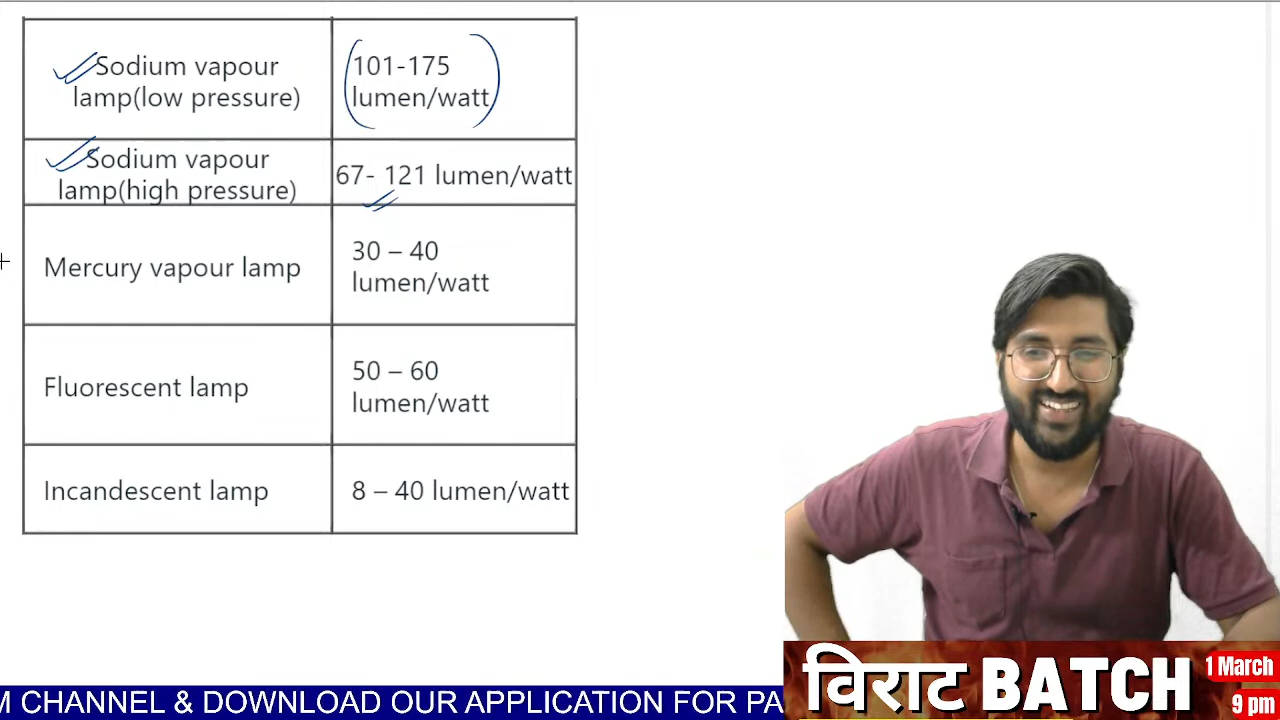 Sodium vapour
lamp(low pressure)
101-175
lumen/watt
Sodium vapour
lamp(high pressure)
67- 121 lumen/watt
Mercury vapour lamp
30 – 40
lumen/watt
Fluorescent lamp
50 – 60
lumen/watt
Incandescent lamp
8 – 40 lumen/watt
विराट BATCH
1 March
9 pm
M CHANNEL & DOWNLOAD OUR APPLICATION FOR PA